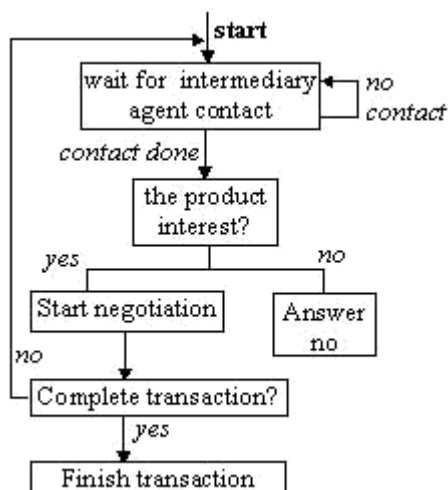 start
wait for intermediary
agent contact
no
contact
contact done
the product
interest?
yes
no
Start negotiation
Answer
no
no
Complete transaction?
yes
Finish transaction